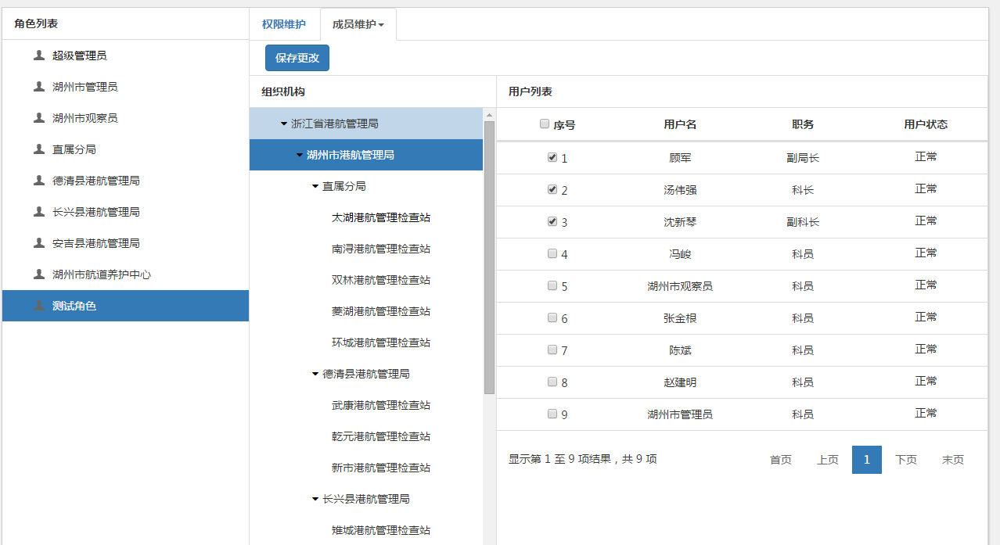 角色列表
超级管理员
湖州市管理员
湖州市观察员
直属分局
德清县港航管理局
长兴县港航管理局
安吉县港航管理局
湖州市航道养护中心
测试角色
权限维护 成员维护
保存更改
组织机构
浙江省港航管理局
湖州市港航管理局
直属分局
太湖港航管理检查站
南浔港航管理检查站
双林港航管理检查站
菱湖港航管理检查站
环城港航管理检查站
德清县港航管理局
武康港航管理检查站
乾元港航管理检查站
新市港航管理检查站
长兴县港航管理局
雉城港航管理检查站
用户列表
序号 用户名 职务 用户状态
1 顾军 副局长 正常
2 汤伟强 科长 正常
3 沈新琴 副科长 正常
4 冯峻 科员 正常
5 湖州市观察员 科员 正常
6 张金根 科员 正常
7 陈斌 科员 正常
8 赵建明 科员 正常
9 湖州市管理员 科员 正常
显示第 1 至 9 项结果，共 9 项 首页 上页 1 下页 末页